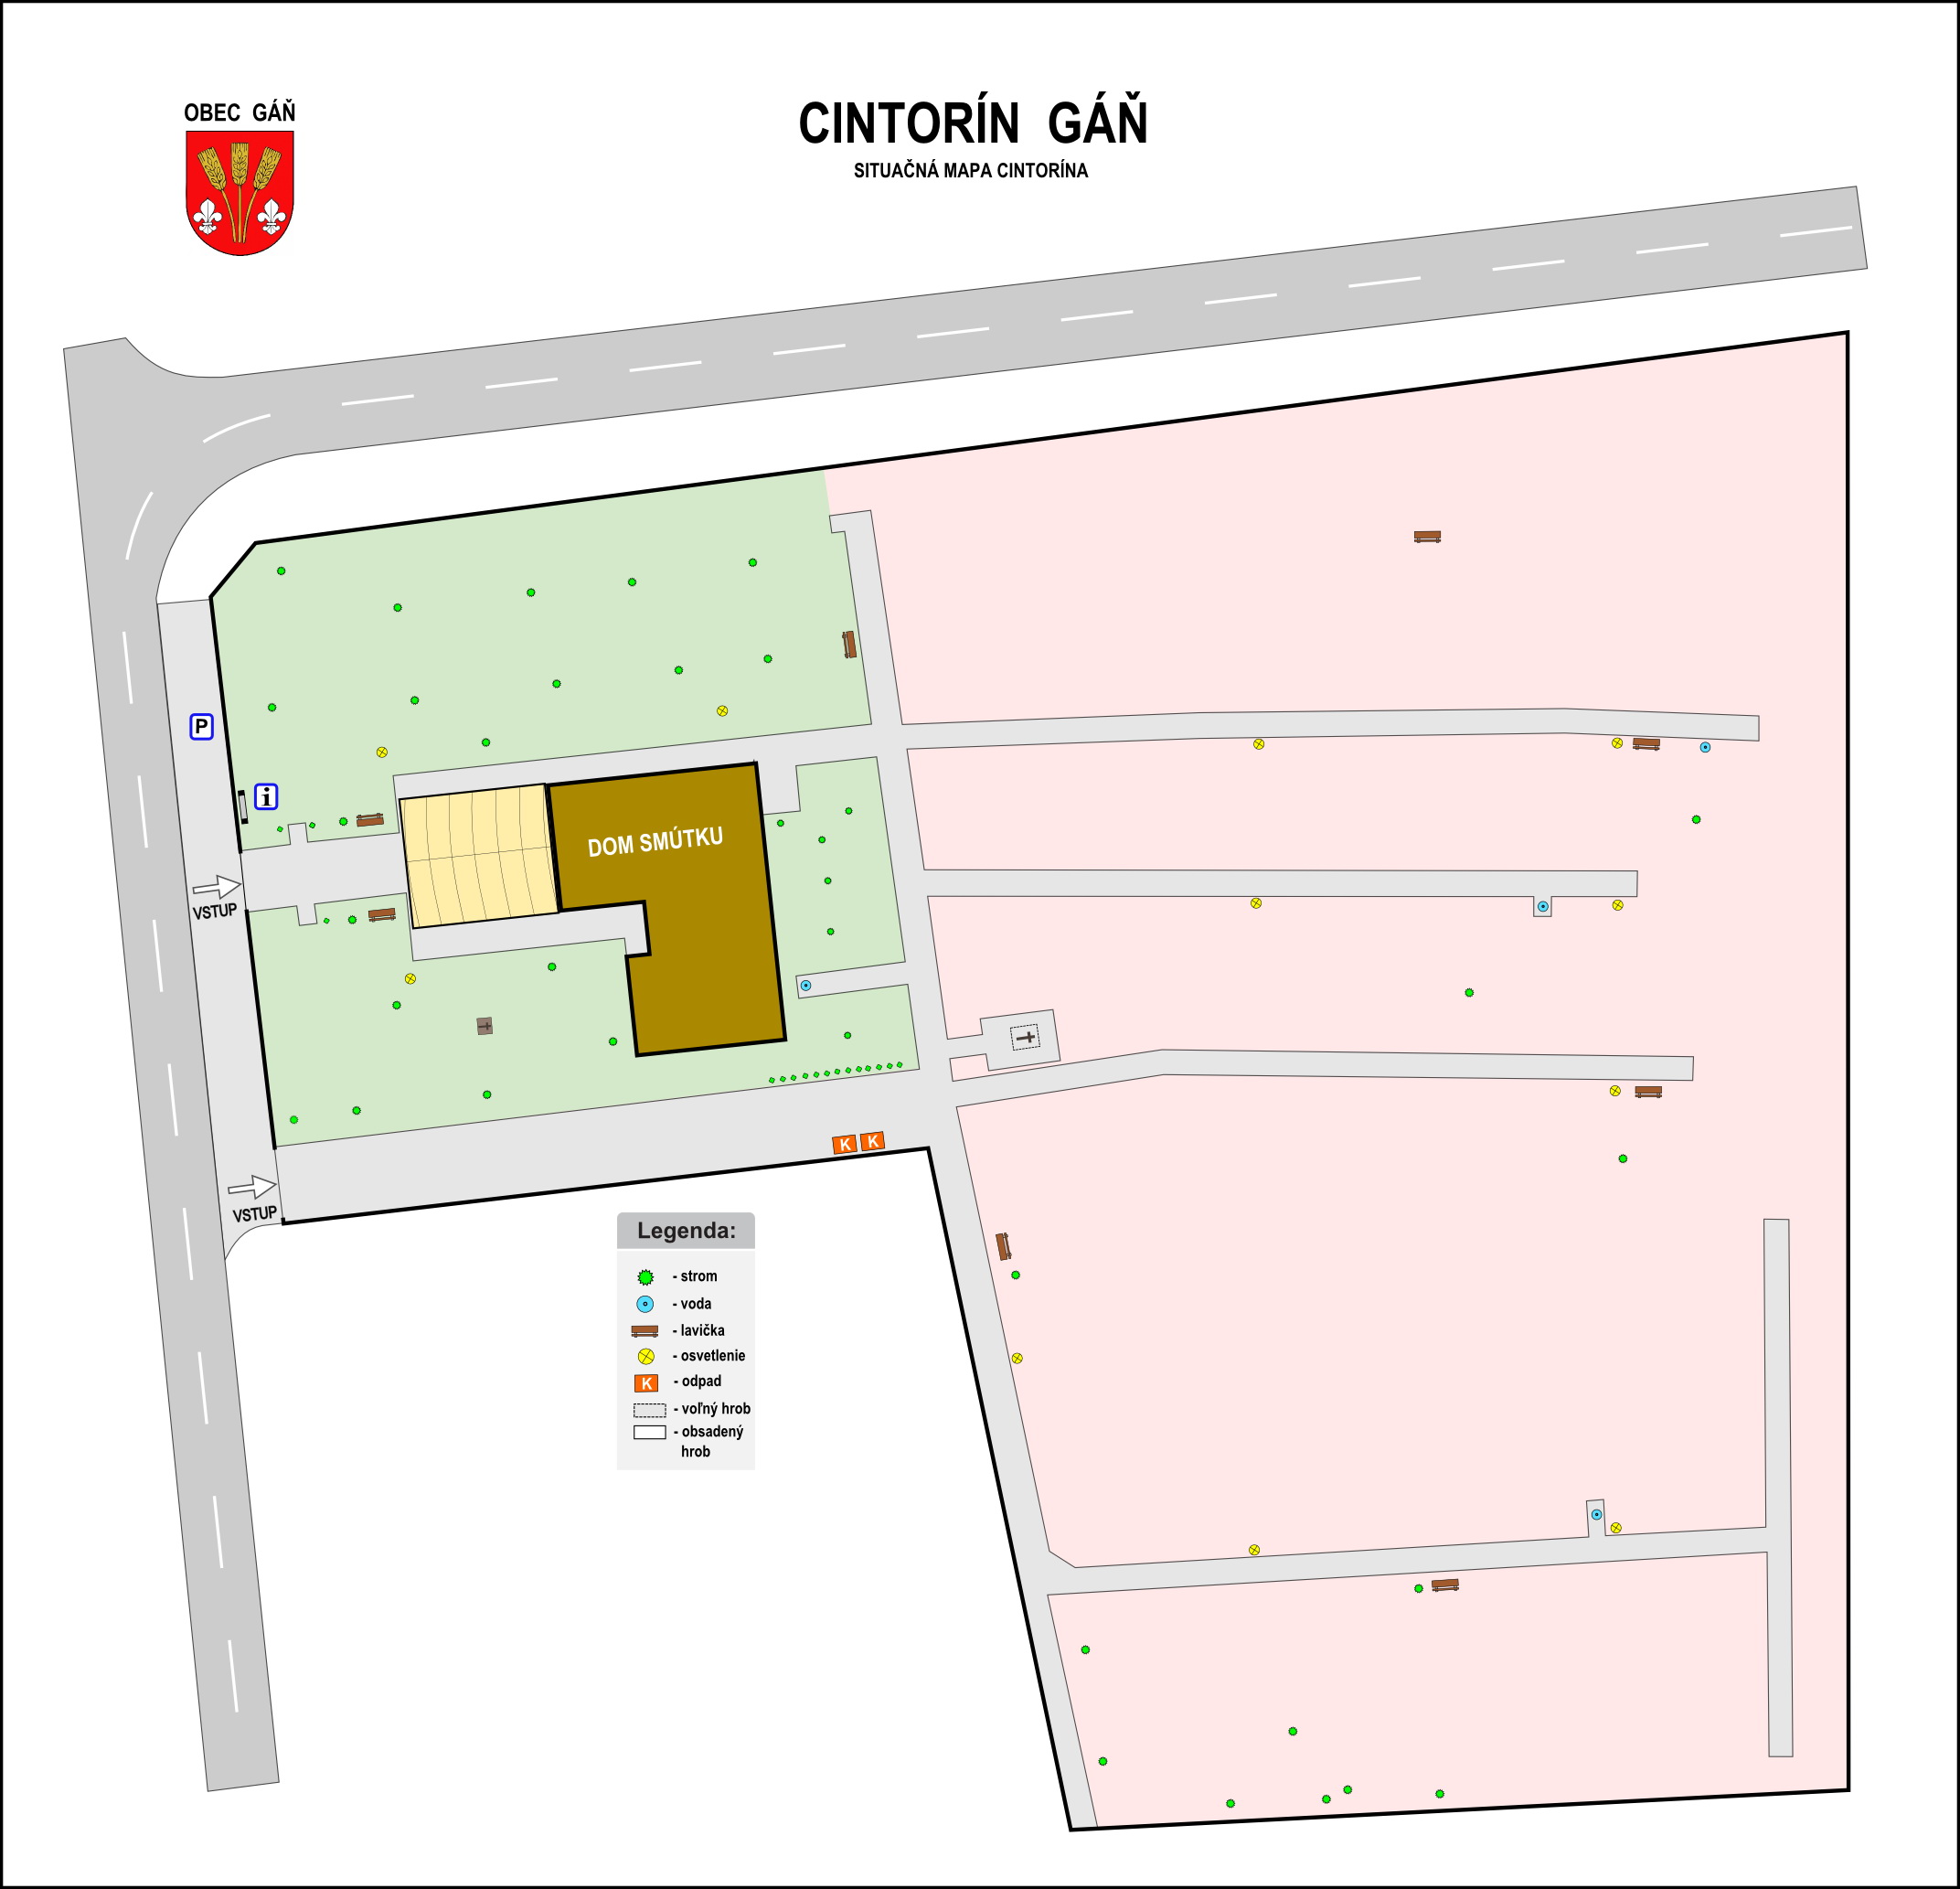 OBEC GÁŇ
CINTORÍN GÁŇ
SITUAČNÁ MAPA CINTORÍNA
P
i
DOM SMÚTKU
VSTUP
K K
VSTUP
Legenda:
- strom
- voda
- lavička
- osvetlenie
K - odpad
- voľný hrob
- obsadený
hrob